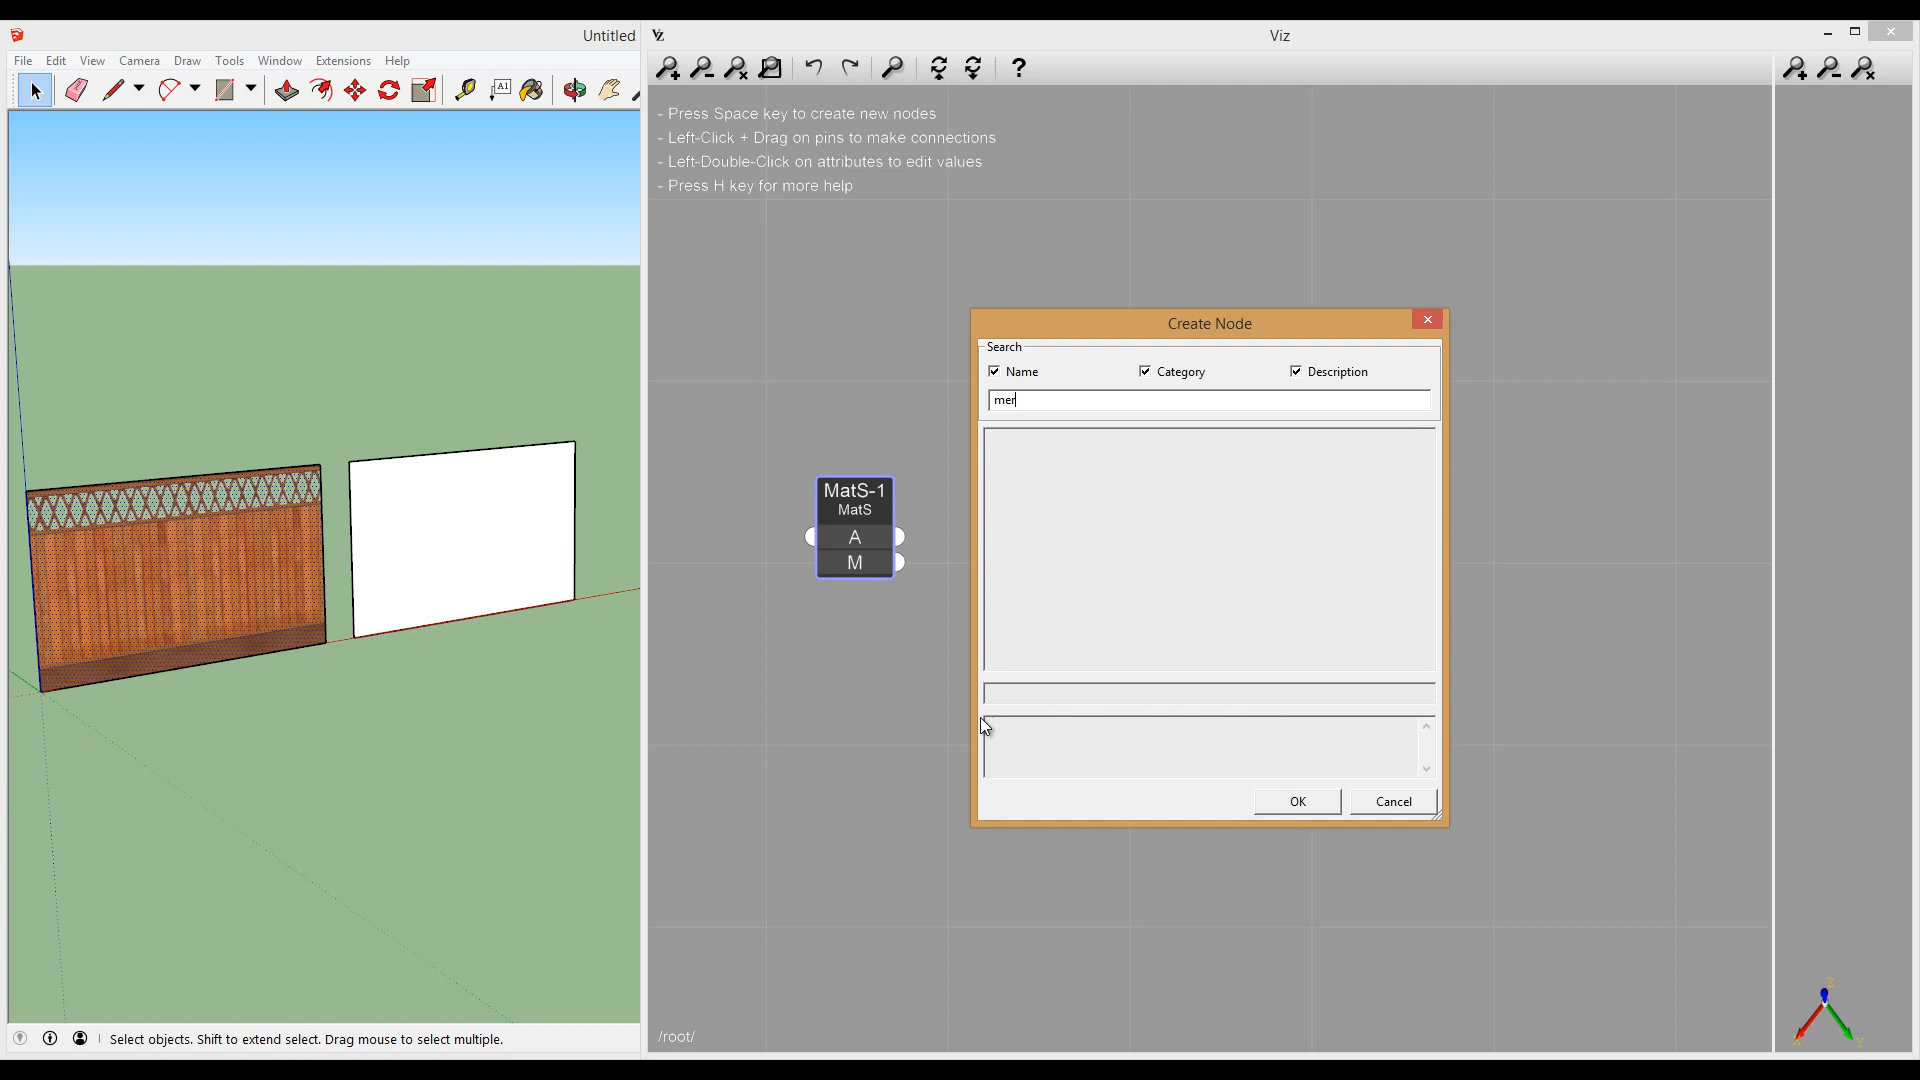 Untitled
Viz
File Edit View Camera Draw Tools Window Extensions Help
A1
?
- Press Space key to create new nodes
- Left-Click + Drag on pins to make connections
- Left-Double-Click on attributes to edit values
- Press H key for more help
Create Node
Search
Name Category Description
mer
MatS-1
MatS
A
M
OK Cancel
/root/
Z
X Y
Select objects. Shift to extend select. Drag mouse to select multiple.